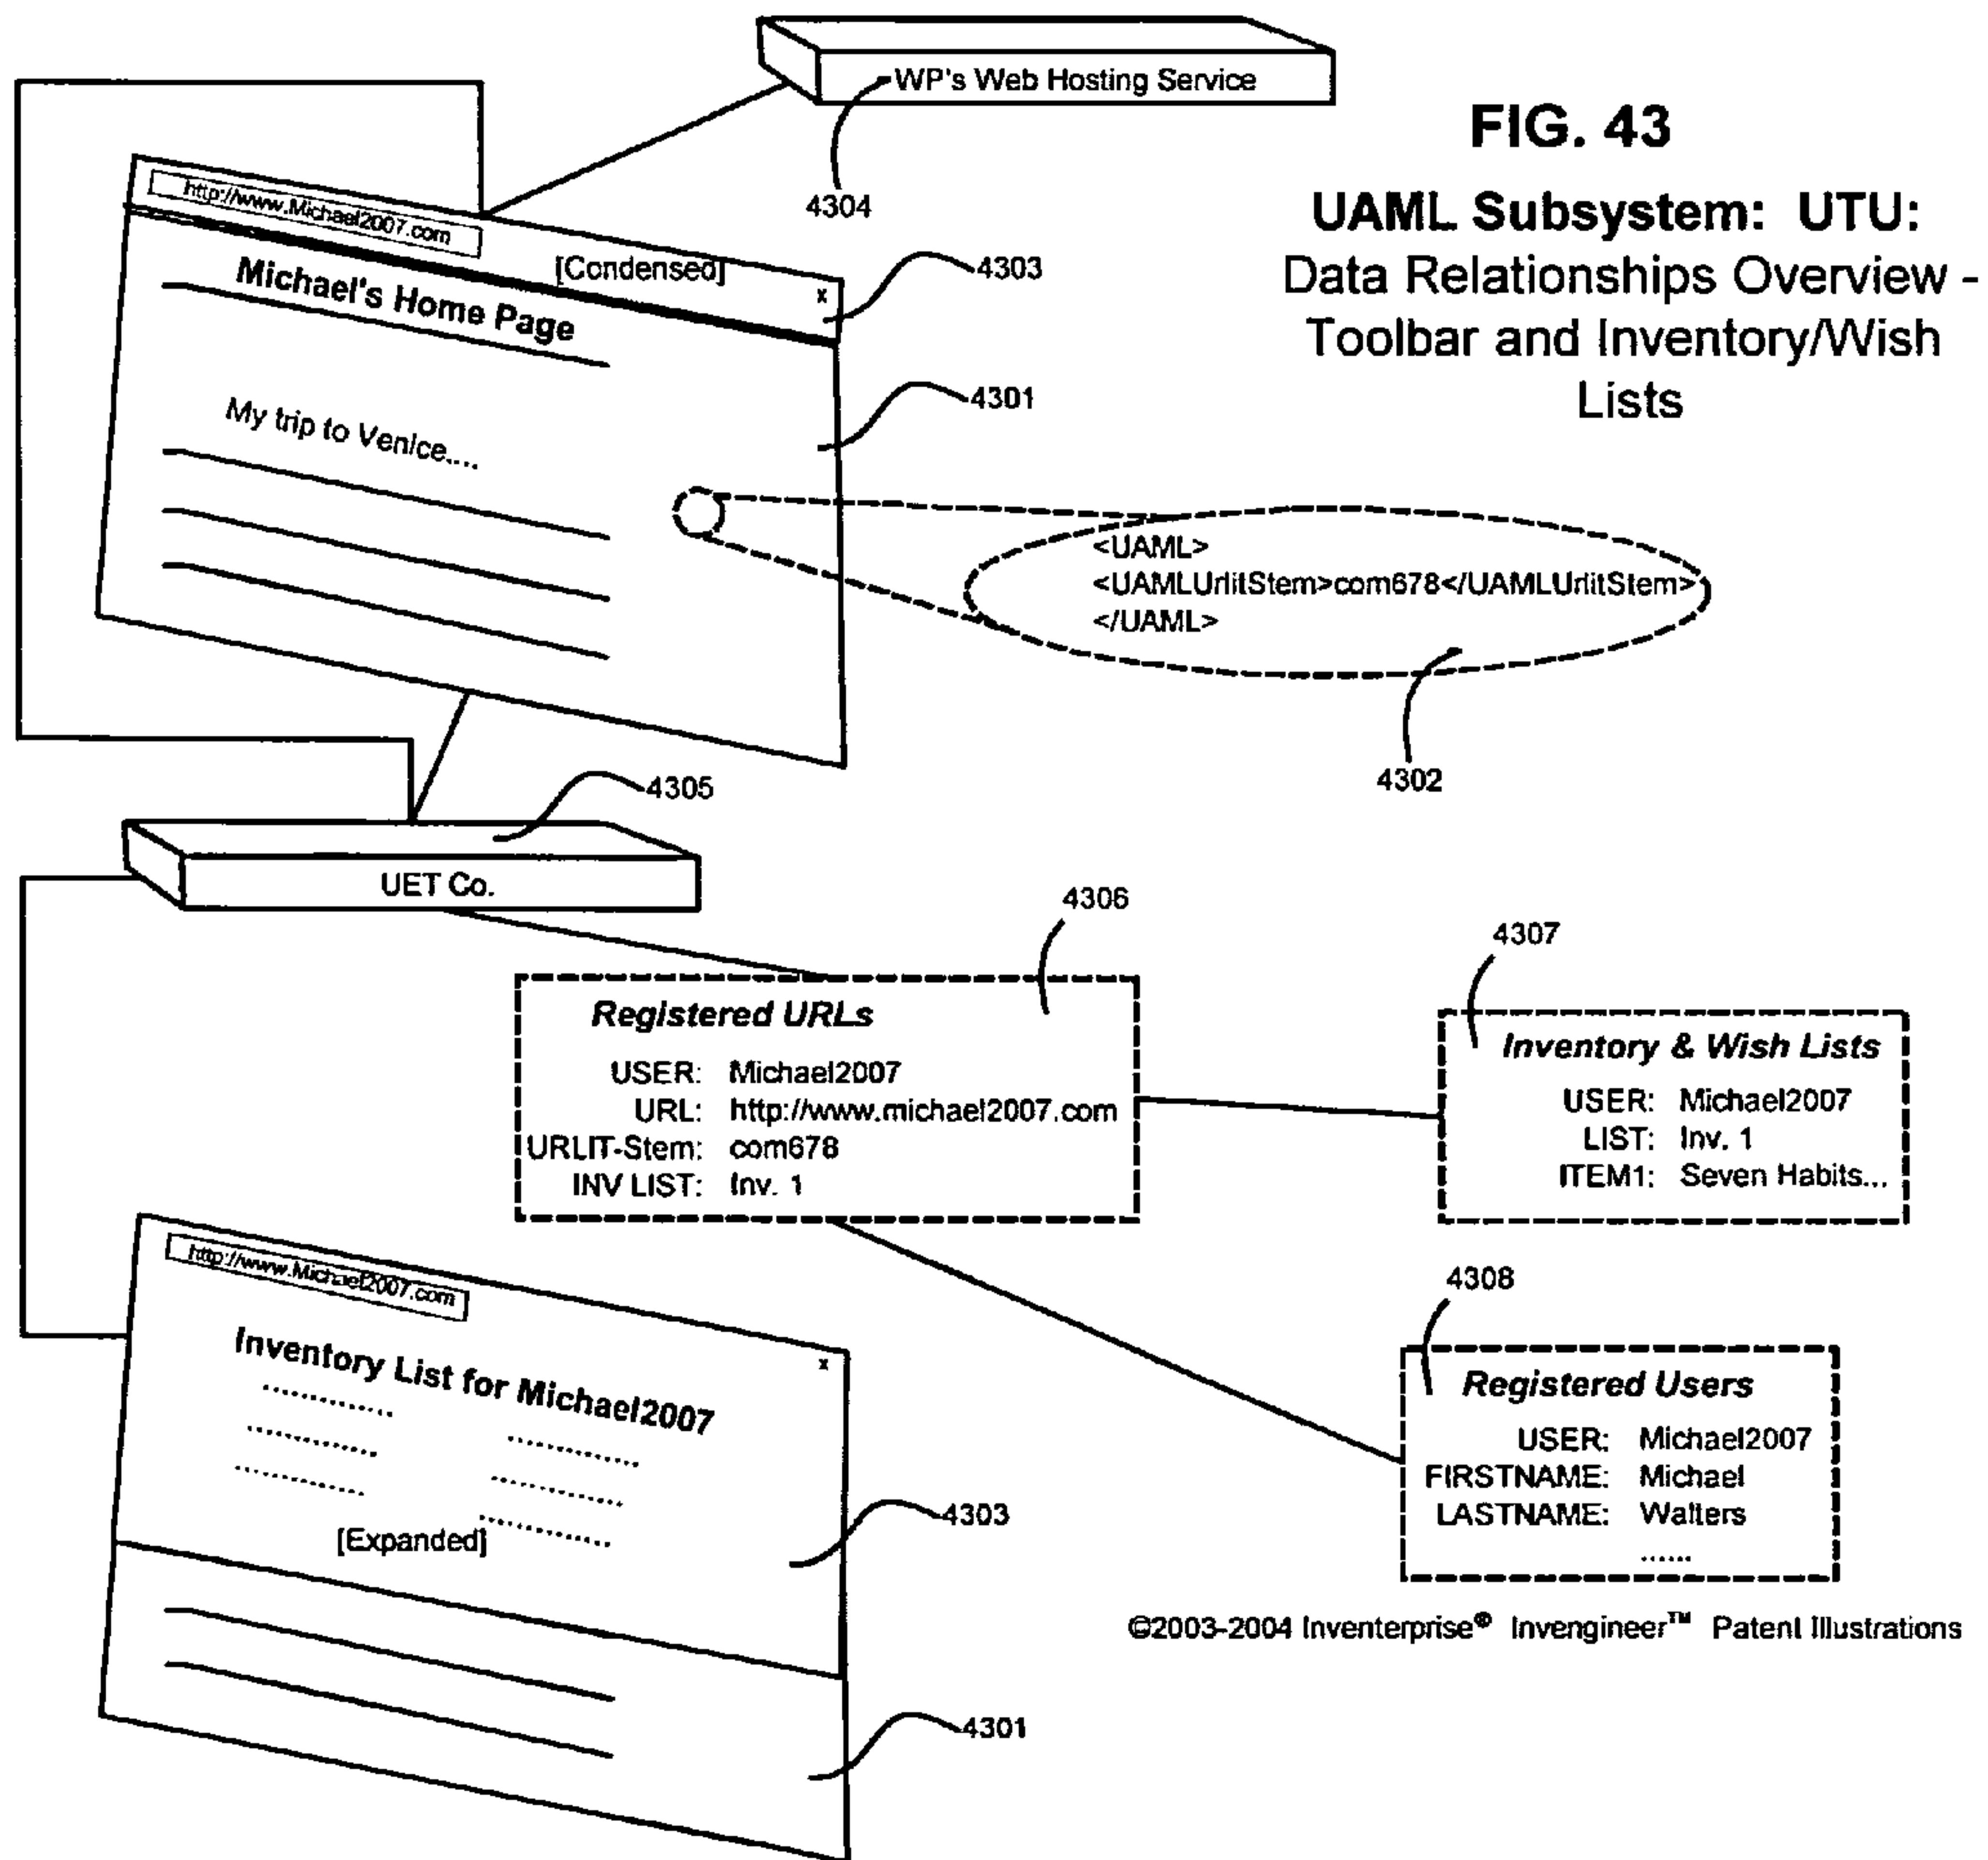 WP's Web Hosting Service
4304
FIG. 43
UAML Subsystem: UTU:
Data Relationships Overview -
Toolbar and Inventory/Wish
Lists
http://www.Michael2007.com
[Condensed]
x
4303
Michael's Home Page
4301
My trip to Venice....
<UAML>
<UAMLUrlitStem>com678</UAMLUrlitStem>
</UAML>
4302
4305
UET Co.
4306
Registered URLs
USER: Michael2007
URL: http://www.michael2007.com
URLIT-Stem: com678
INV LIST: Inv. 1
4307
Inventory & Wish Lists
USER: Michael2007
LIST: Inv. 1
ITEM1: Seven Habits...
4308
Registered Users
USER: Michael2007
FIRSTNAME: Michael
LASTNAME: Walters
......
http://www.Michael2007.com
x
Inventory List for Michael2007
[Expanded]
4303
4301
©2003-2004 Inventerprise® Invengineer™ Patent Illustrations